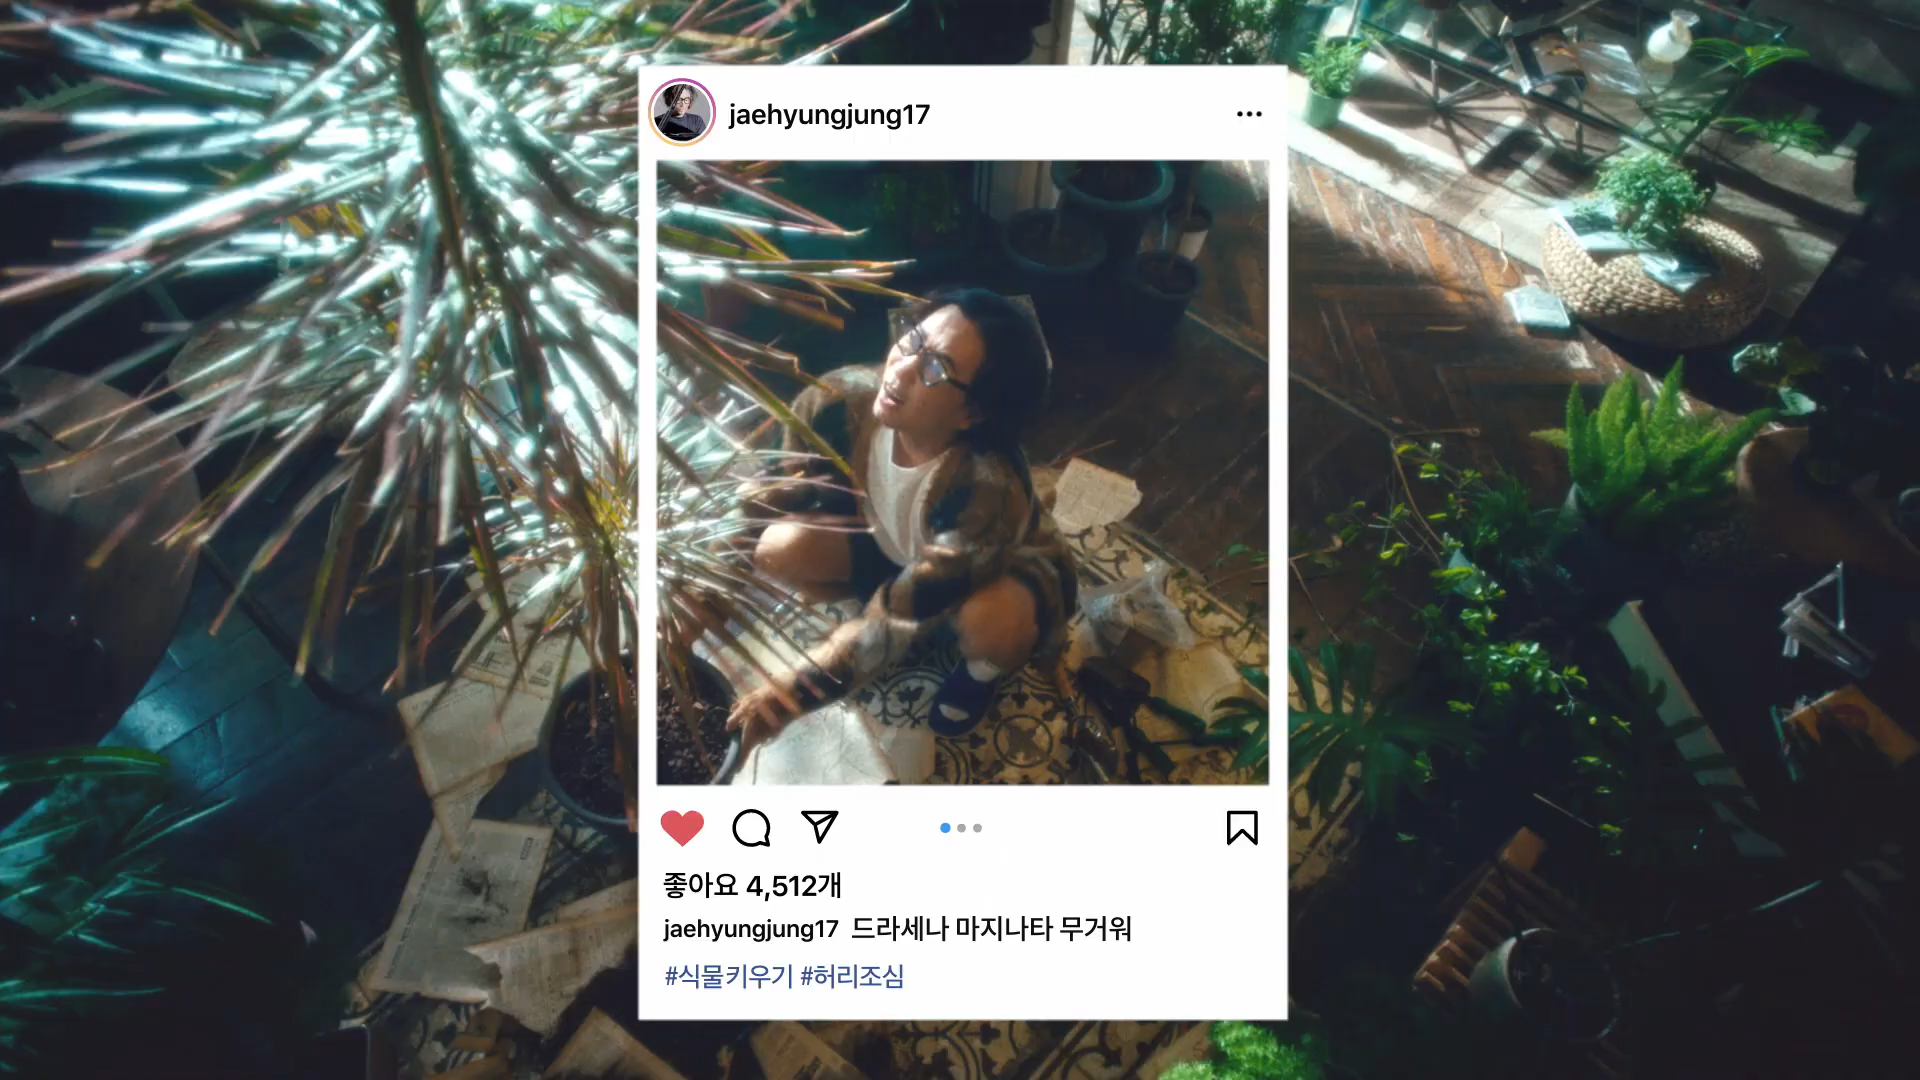 jaehyungjung17
좋아요 4,512개
jaehyungjung17 드라세나 마지나타 무거워
#식물키우기 #허리조심